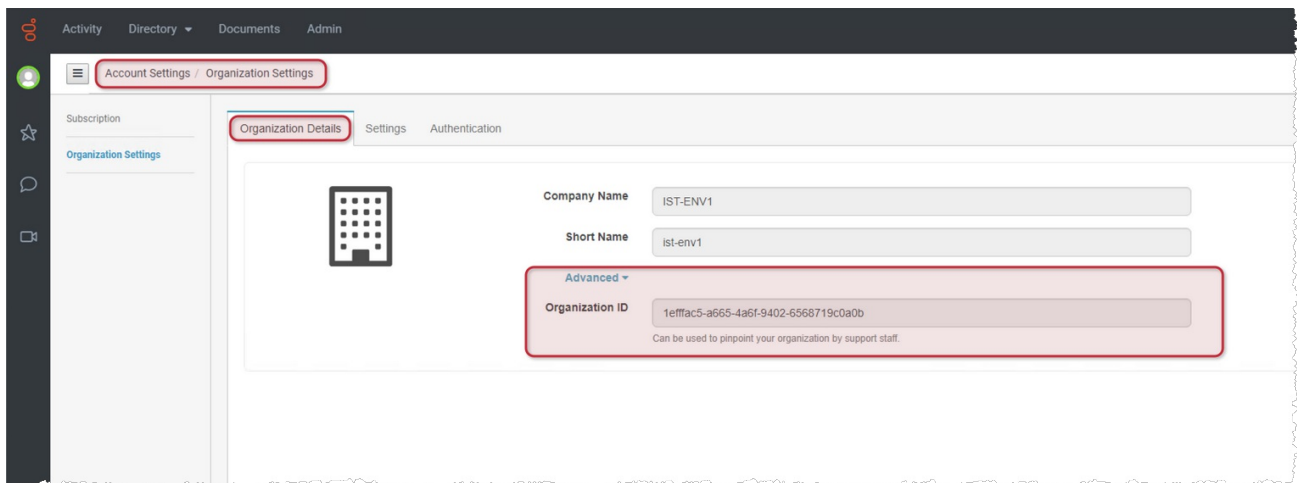 Activity Directory Documents Admin
Account Settings / Organization Settings
Subscription
Organization Settings
Organization Details Settings Authentication
Company Name IST-ENV1
Short Name ist-env1
Advanced
Organization ID 1efffac5-a665-4a6f-9402-6568719c0a0b
Can be used to pinpoint your organization by support staff.